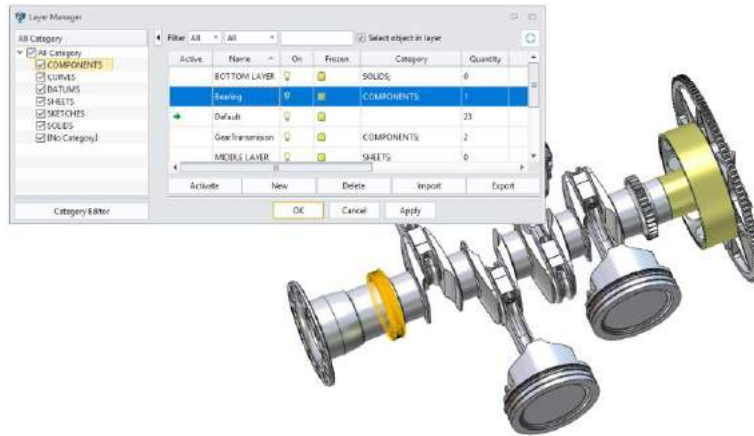 Layer Manager
All Category
Filter All All Select object in layer
All Category
COMPONENTS
CURVES
DATUMS
SHEETS
SKETCHES
SOLIDS
[No Category]
Active Name On Frozen Category Quantity
BOTTOM LAYER SOLIDS; 0
Bearing COMPONENTS; 1
Default 23
GearTransmision COMPONENTS; 2
MIDDLE LAYER SHEETS; 0
Activate New Delete Import Export
Category Editor
OK Cancel Apply